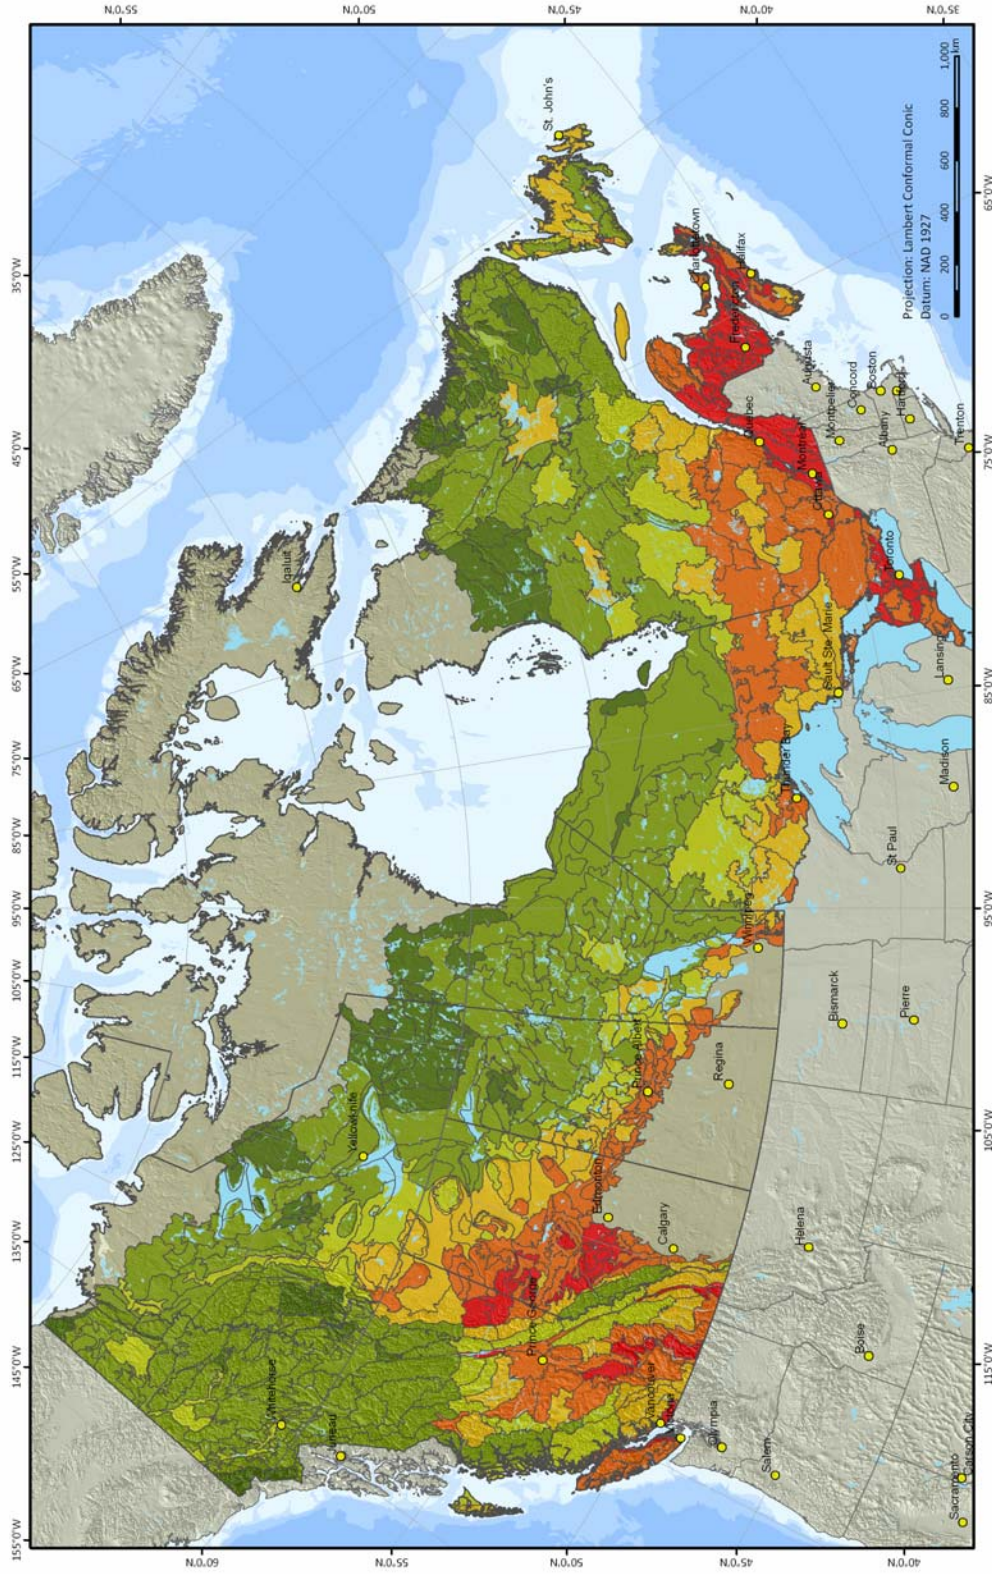 155°0'W
145°0'W
135°0'W
125°0'W
115°0'W
105°0'W
95°0'W
85°0'W
75°0'W
65°0'W
55°0'W
45°0'W
35°0'W
55°0'N
50°0'N
45°0'N
40°0'N
35°0'N
60°0'N
55°0'N
50°0'N
45°0'N
40°0'N
115°0'W
105°0'W
95°0'W
85°0'W
75°0'W
65°0'W
Iqaluit
Whitehorse
Juneau
Yellowknife
St. John's
Prince George
Edmonton
Prince Albert
Vancouver
Calgary
Regina
Winnipeg
Thunder Bay
Sault Ste. Marie
Toronto
Ottawa
Montreal
Quebec
Fredericton
Charlottetown
Halifax
Olympia
Salem
Boise
Helena
Bismarck
Pierre
St Paul
Madison
Lansing
Albany
Montpelier
Augusta
Concord
Boston
Hartford
Trenton
Sacramento
Carson City
Projection: Lambert Conformal Conic
Datum: NAD 1927
0 200 400 600 800 1,000
km